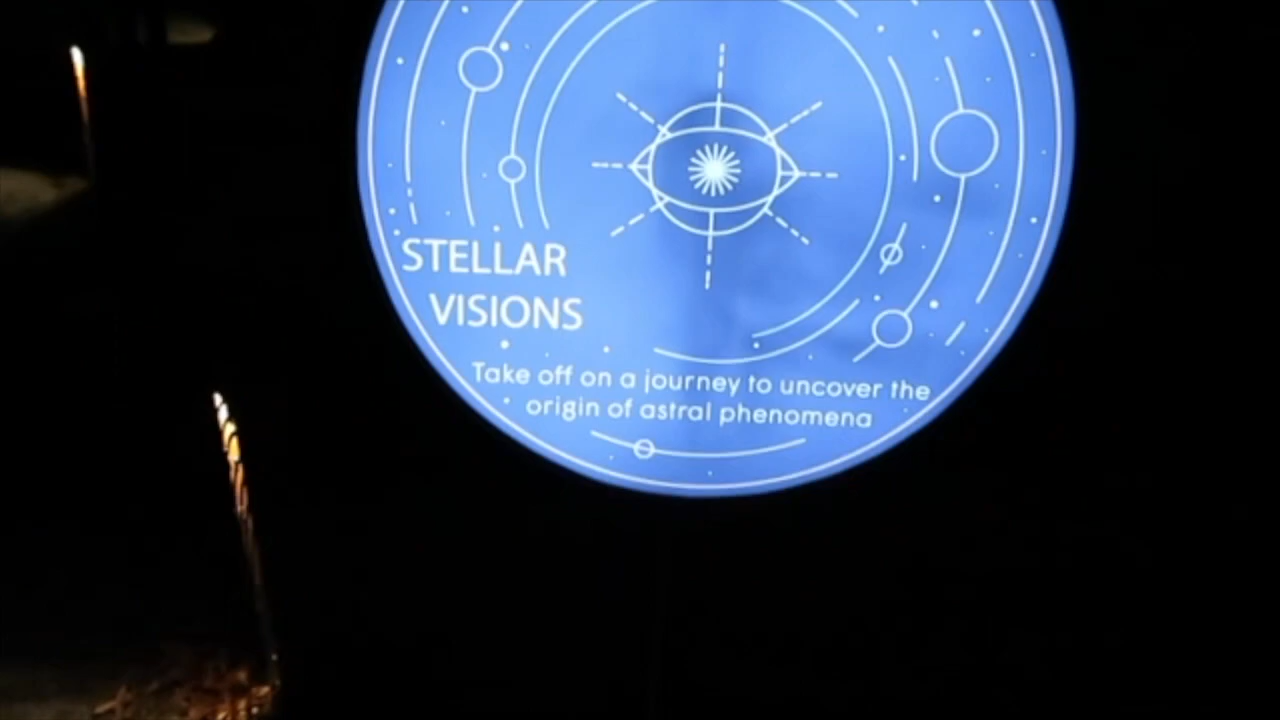 STELLAR
VISIONS
Take off on a journey to uncover the
origin of astral phenomena